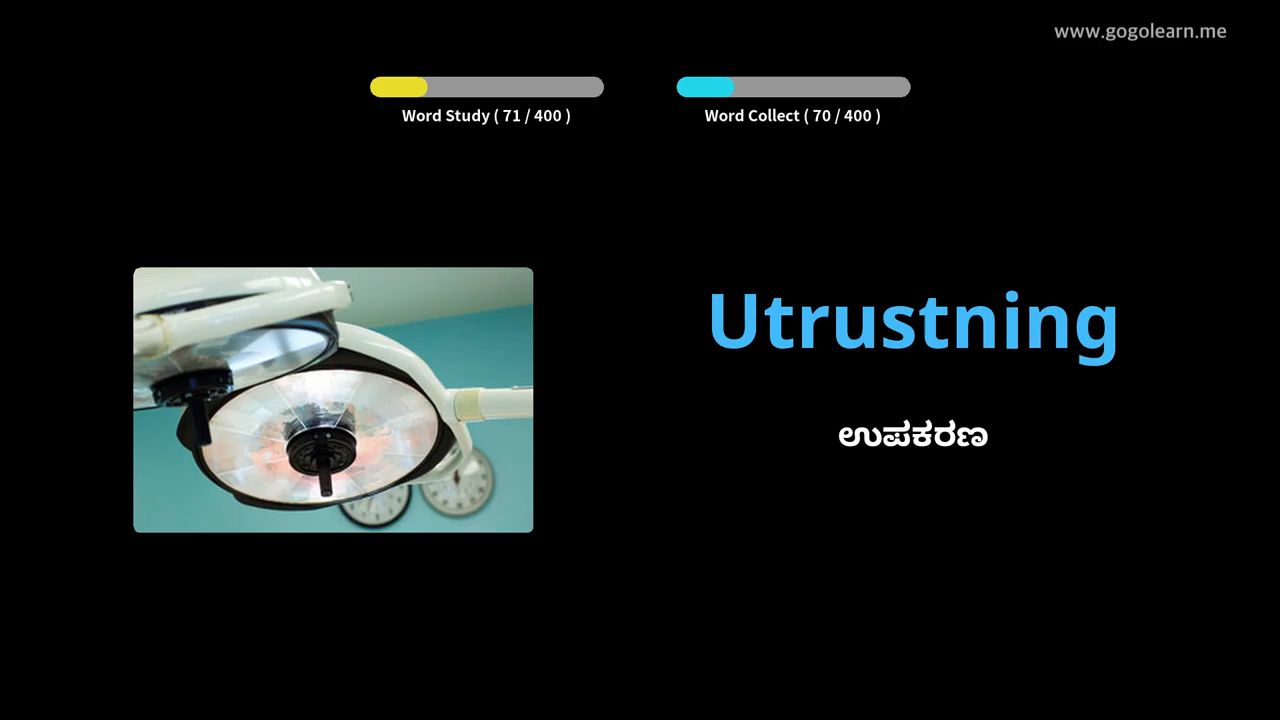 www.gogolearn.me
Word Study ( 71 / 400 )
Word Collect ( 70 / 400 )
Utrustning
ಉಪಕರಣ